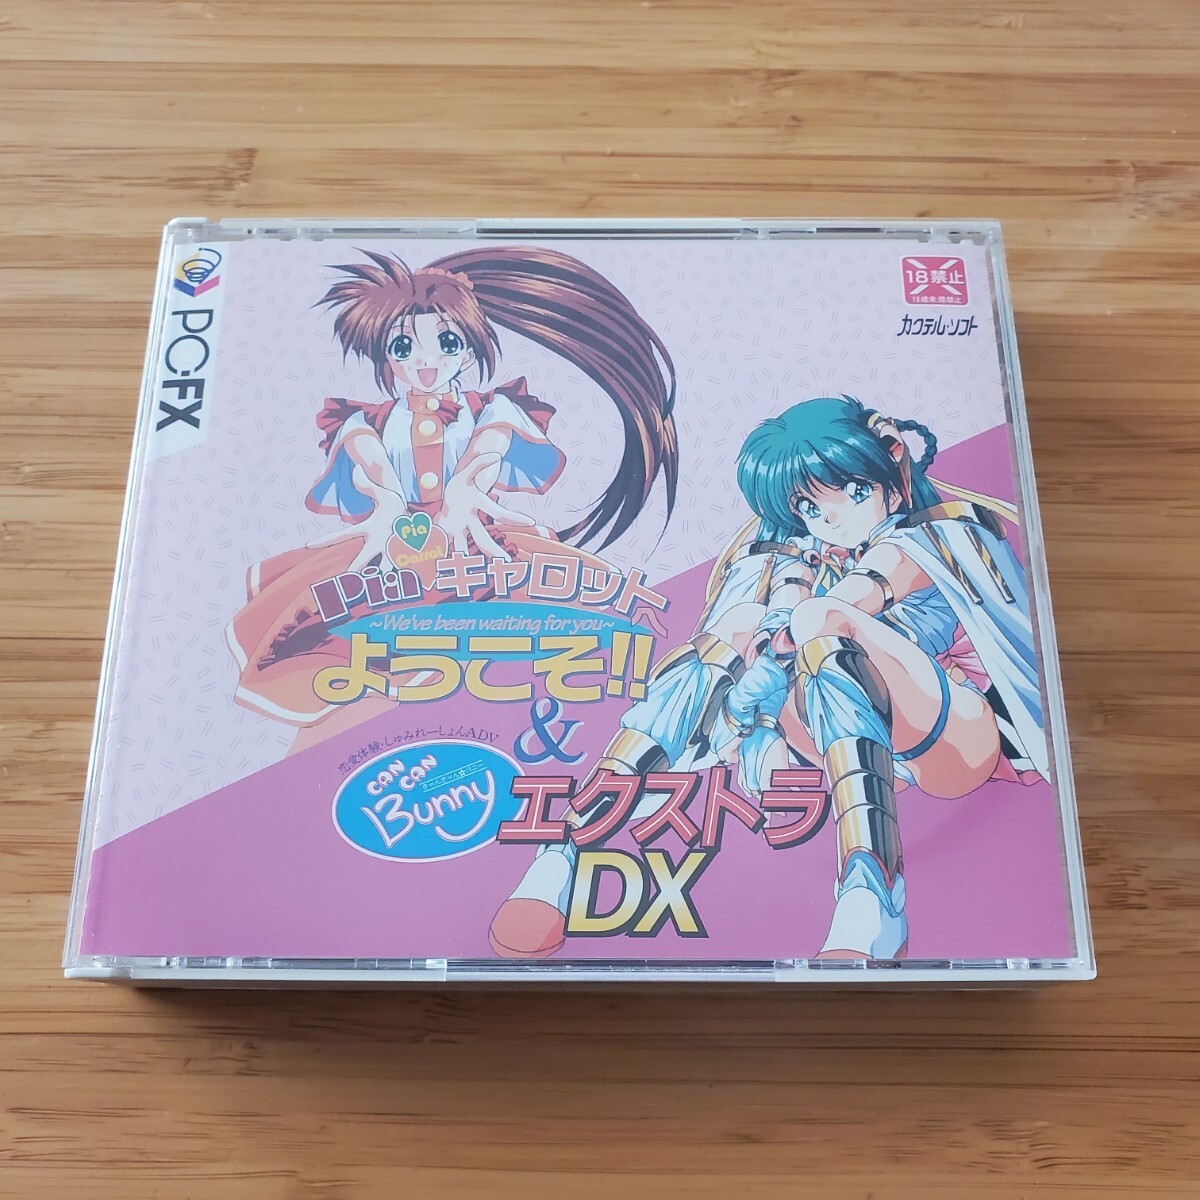 PC-FX
18禁止
18歳未満禁止
カクテル・ソフト
Pia
Carrot
Piaキャロットへ
~We've been waiting for you~
ようこそ!!
&
恋愛体験・しゅみれーしょんADV
CAN CAN
きゃんきゃん☆バニー
Bunny
エクストラ
DX